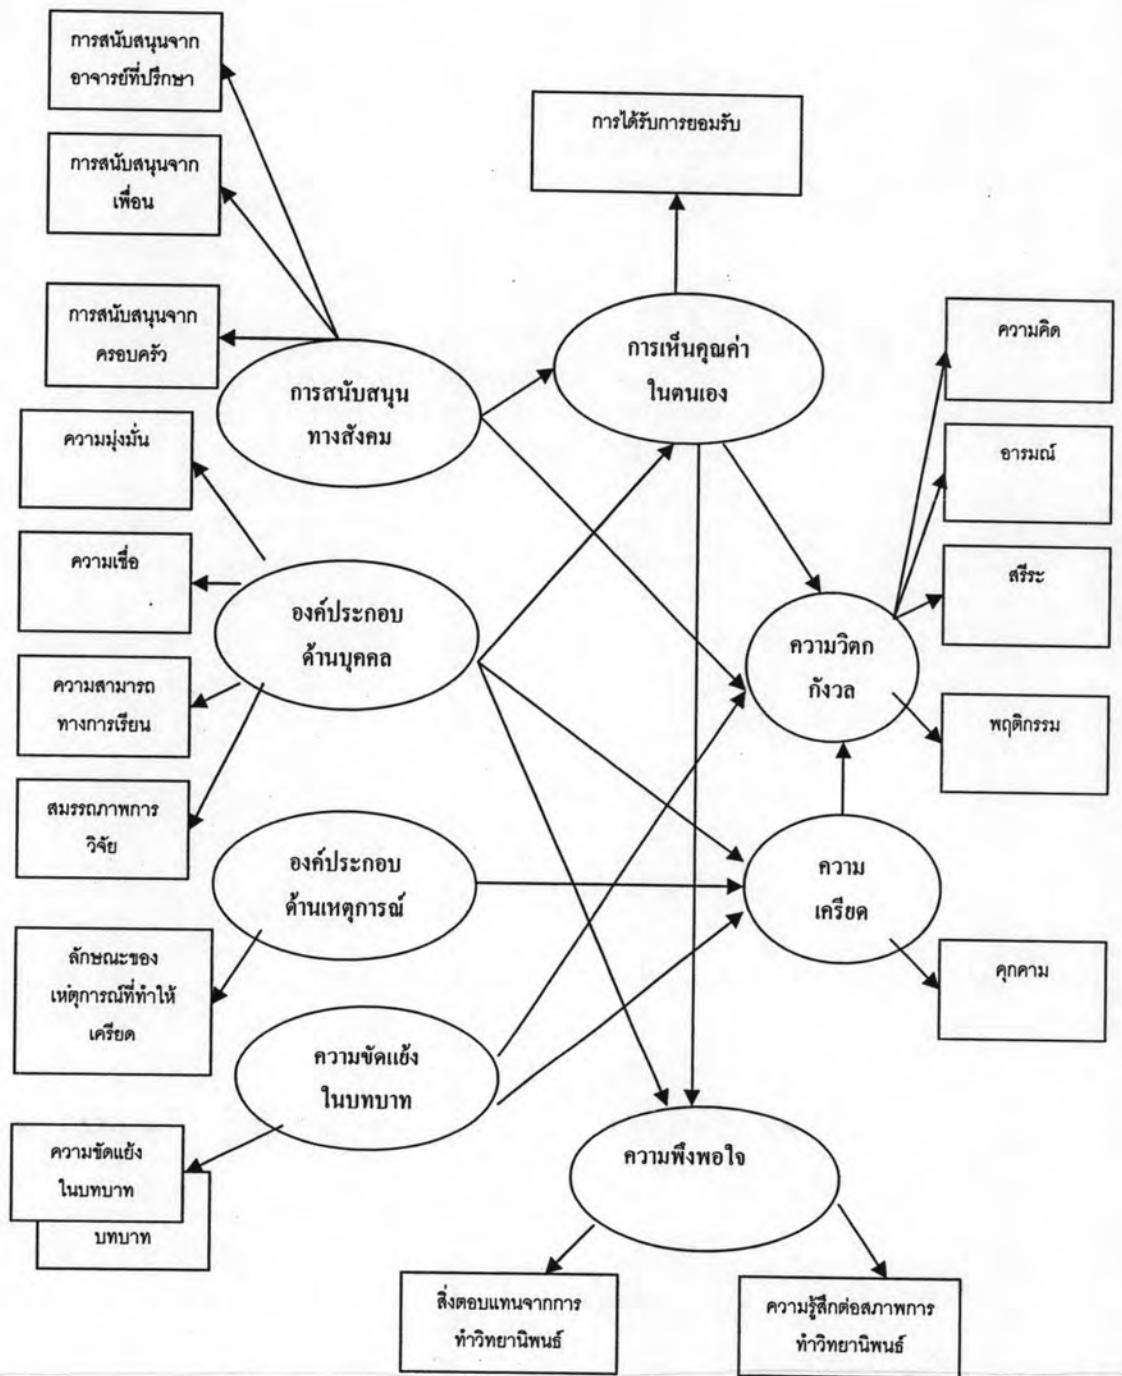 การสนับสนุนจาก
อาจารย์ที่ปรึกษา
การสนับสนุนจาก
เพื่อน
การสนับสนุนจาก
ครอบครัว
ความมุ่งมั่น
ความเชื่อ
ความสามารถ
ทางการเรียน
สมรรถภาพการ
วิจัย
ลักษณะของ
เหตุการณ์ที่ทำให้
เครียด
ความขัดแย้ง
ในบทบาท
บทบาท
การสนับสนุน
ทางสังคม
องค์ประกอบ
ด้านบุคคล
องค์ประกอบ
ด้านเหตุการณ์
ความขัดแย้ง
ในบทบาท
การได้รับการยอมรับ
การเห็นคุณค่า
ในตนเอง
ความวิตก
กังวล
ความ
เครียด
ความพึงพอใจ
ความคิด
อารมณ์
สรีระ
พฤติกรรม
คุกคาม
สิ่งตอบแทนจากการ
ทำวิทยานิพนธ์
ความรู้สึกต่อสภาพการ
ทำวิทยานิพนธ์